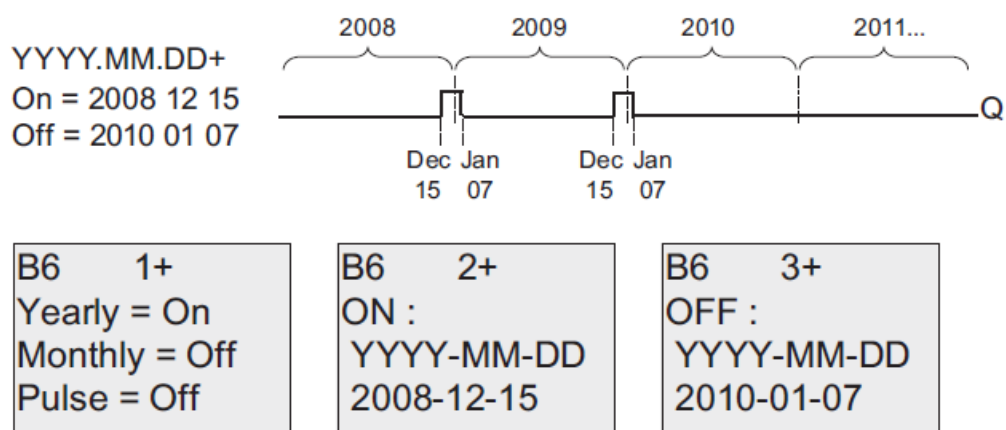 2008 2009 2010 2011...
YYYY.MM.DD+
On = 2008 12 15
Off = 2010 01 07
Q
Dec Jan Dec Jan
15 07 15 07
B6 1+
Yearly = On
Monthly = Off
Pulse = Off
B6 2+
ON :
YYYY-MM-DD
2008-12-15
B6 3+
OFF :
YYYY-MM-DD
2010-01-07